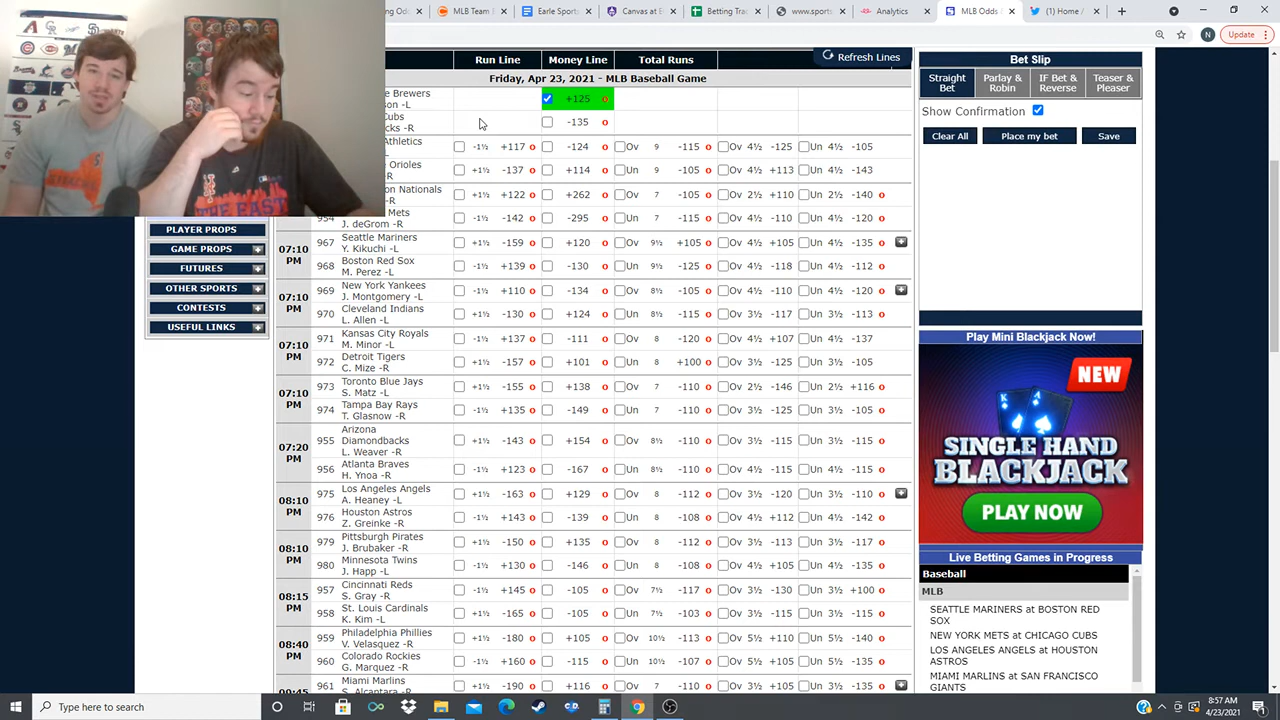 ng Od
MLB Team
Earle Sport
Canvas at E
Betting Tra
www.sports
Analytics
MLB Odds
(1) Home /
N
Update
Run Line Money Line Total Runs
Refresh Lines
Friday, Apr 23, 2021 - MLB Baseball Game
e Brewers
son -L +125 o
Cubs
cks -R -135 o
Athletics -1½ +117 o -124 o Ov 9 -115 o Ov 4½ -125 Un 4½ -105
L
e Orioles +1½ -137 o +114 o Un 9 -105 o Ov 4½ +113 Un 4½ -143
R
on Nationals +1½ +122 o +262 o Ov -105 o Ov 2½ +110 Un 2½ -140 o
954 Mets -1½ -142 o -295 o Un -115 o Ov 4½ -110 Un 4½ -120 o
J. deGrom -R
07:10 PM
967 Seattle Mariners +1½ -159 o +120 o Ov 9½ +105 o Ov 4½ +105 Un 4½ -135 o
Y. Kikuchi -L
968 Boston Red Sox -1½ +139 o -130 o Un 9½ -125 o Ov 4½ -118 Un 4½ -112 o
M. Perez -L
07:10 PM
969 New York Yankees -1½ +110 o -134 o Ov 8½ -105 o Ov 4½ -110 Un 4½ -120 o
J. Montgomery -L
970 Cleveland Indians +1½ -130 o +124 o Un 8½ -115 o Ov 3½ -113 Un 3½ -113 o
L. Allen -L
07:10 PM
971 Kansas City Royals -1½ +137 o -111 o Ov 8 -120 o Ov 4½ +107 Un 4½ -137
M. Minor -L
972 Detroit Tigers +1½ -157 o +101 o Un 8 +100 o Ov 3½ -125 Un 3½ -105
C. Mize -R
07:10 PM
973 Toronto Blue Jays +1½ -155 o +138 o Ov 7 -110 o Ov 2½ -146 Un 2½ +116 o
S. Matz -L
974 Tampa Bay Rays -1½ +135 o -149 o Un 7 -110 o Ov 3½ -125 Un 3½ -105 o
T. Glasnow -R
07:20 PM
955 Arizona Diamondbacks +1½ -143 o +154 o Ov 8½ -110 o Ov 3½ -115 Un 3½ -115 o
L. Weaver -R
956 Atlanta Braves -1½ +123 o -167 o Un 8½ -110 o Ov 4½ -115 Un 4½ -115 o
H. Ynoa -R
08:10 PM
975 Los Angeles Angels +1½ -163 o +129 o Ov 8 -112 o Ov 3½ -120 Un 3½ -110 o
A. Heaney -L
976 Houston Astros -1½ +143 o -139 o Un 8 -108 o Ov 4½ +112 Un 4½ -142 o
Z. Greinke -R
08:10 PM
979 Pittsburgh Pirates +1½ -150 o +135 o Ov 8 -112 o Ov 3½ -113 Un 3½ -117 o
J. Brubaker -R
980 Minnesota Twins -1½ +130 o -146 o Un 8 -108 o Ov 4½ +105 Un 4½ -135 o
J. Happ -L
08:15 PM
957 Cincinnati Reds -1½ +145 o -105 o Ov 7½ -117 o Ov 3½ -130 Un 3½ +100 o
S. Gray -R
958 St. Louis Cardinals +1½ -165 o -105 o Un 7½ -103 o Ov 3½ -115 Un 3½ -115 o
K. Kim -L
08:40 PM
959 Philadelphia Phillies +1½ -180 o +105 o Ov 10½ -113 o Ov 5½ +110 Un 5½ -140 o
V. Velasquez -R
960 Colorado Rockies -1½ +160 o -115 o Un 10½ -107 o Ov 5½ +105 Un 5½ -135 o
G. Marquez -R
961 Miami Marlins +1½ -200 o +116 o Ov 7 -110 o Ov 3½ +105 Un 3½ -135 o
S. Alcantara -R
PLAYER PROPS
GAME PROPS
FUTURES
OTHER SPORTS
CONTESTS
USEFUL LINKS
Bet Slip
Straight Bet
Parlay & Robin
IF Bet & Reverse
Teaser & Pleaser
Show Confirmation
Clear All
Place my bet
Save
Play Mini Blackjack Now!
NEW
K A
SINGLE HAND
BLACKJACK
PLAY NOW
Live Betting Games in Progress
Baseball
MLB
SEATTLE MARINERS at BOSTON RED
SOX
NEW YORK METS at CHICAGO CUBS
LOS ANGELES ANGELS at HOUSTON
ASTROS
MIAMI MARLINS at SAN FRANCISCO
GIANTS
THE EAST
Type here to search
8:57 AM
4/23/2021